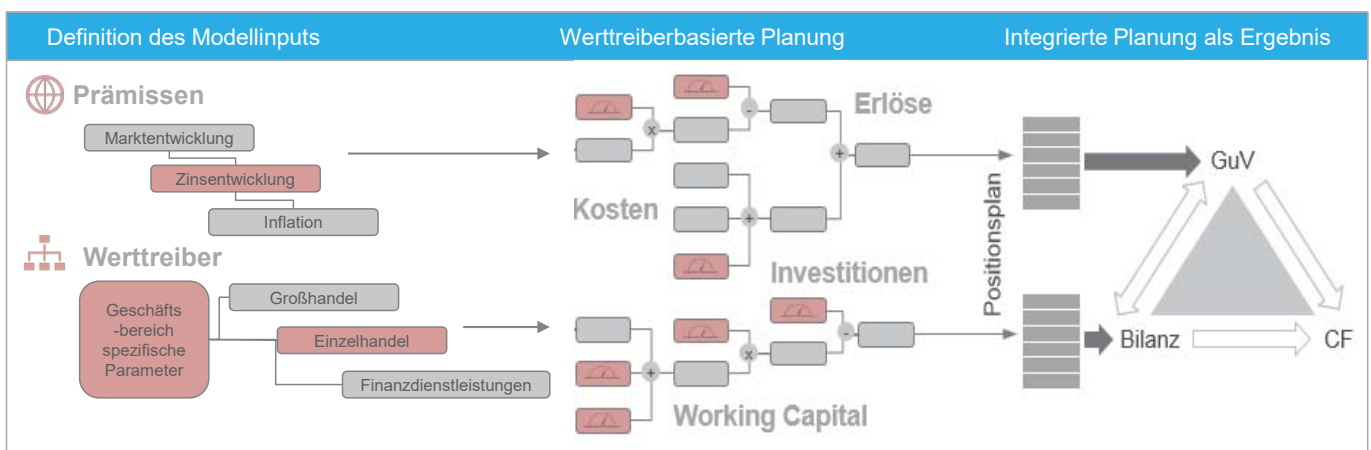 Definition des Modellinputs
Werttreiberbasierte Planung
Integrierte Planung als Ergebnis
Prämissen
Marktentwicklung
Zinsentwicklung
Inflation
Werttreiber
Geschäfts
-bereich
spezifische
Parameter
Großhandel
Einzelhandel
Finanzdienstleistungen
x
-
Erlöse
+
Kosten
+
Investitionen
-
x
+
Working Capital
Positionsplan
GuV
Bilanz
CF